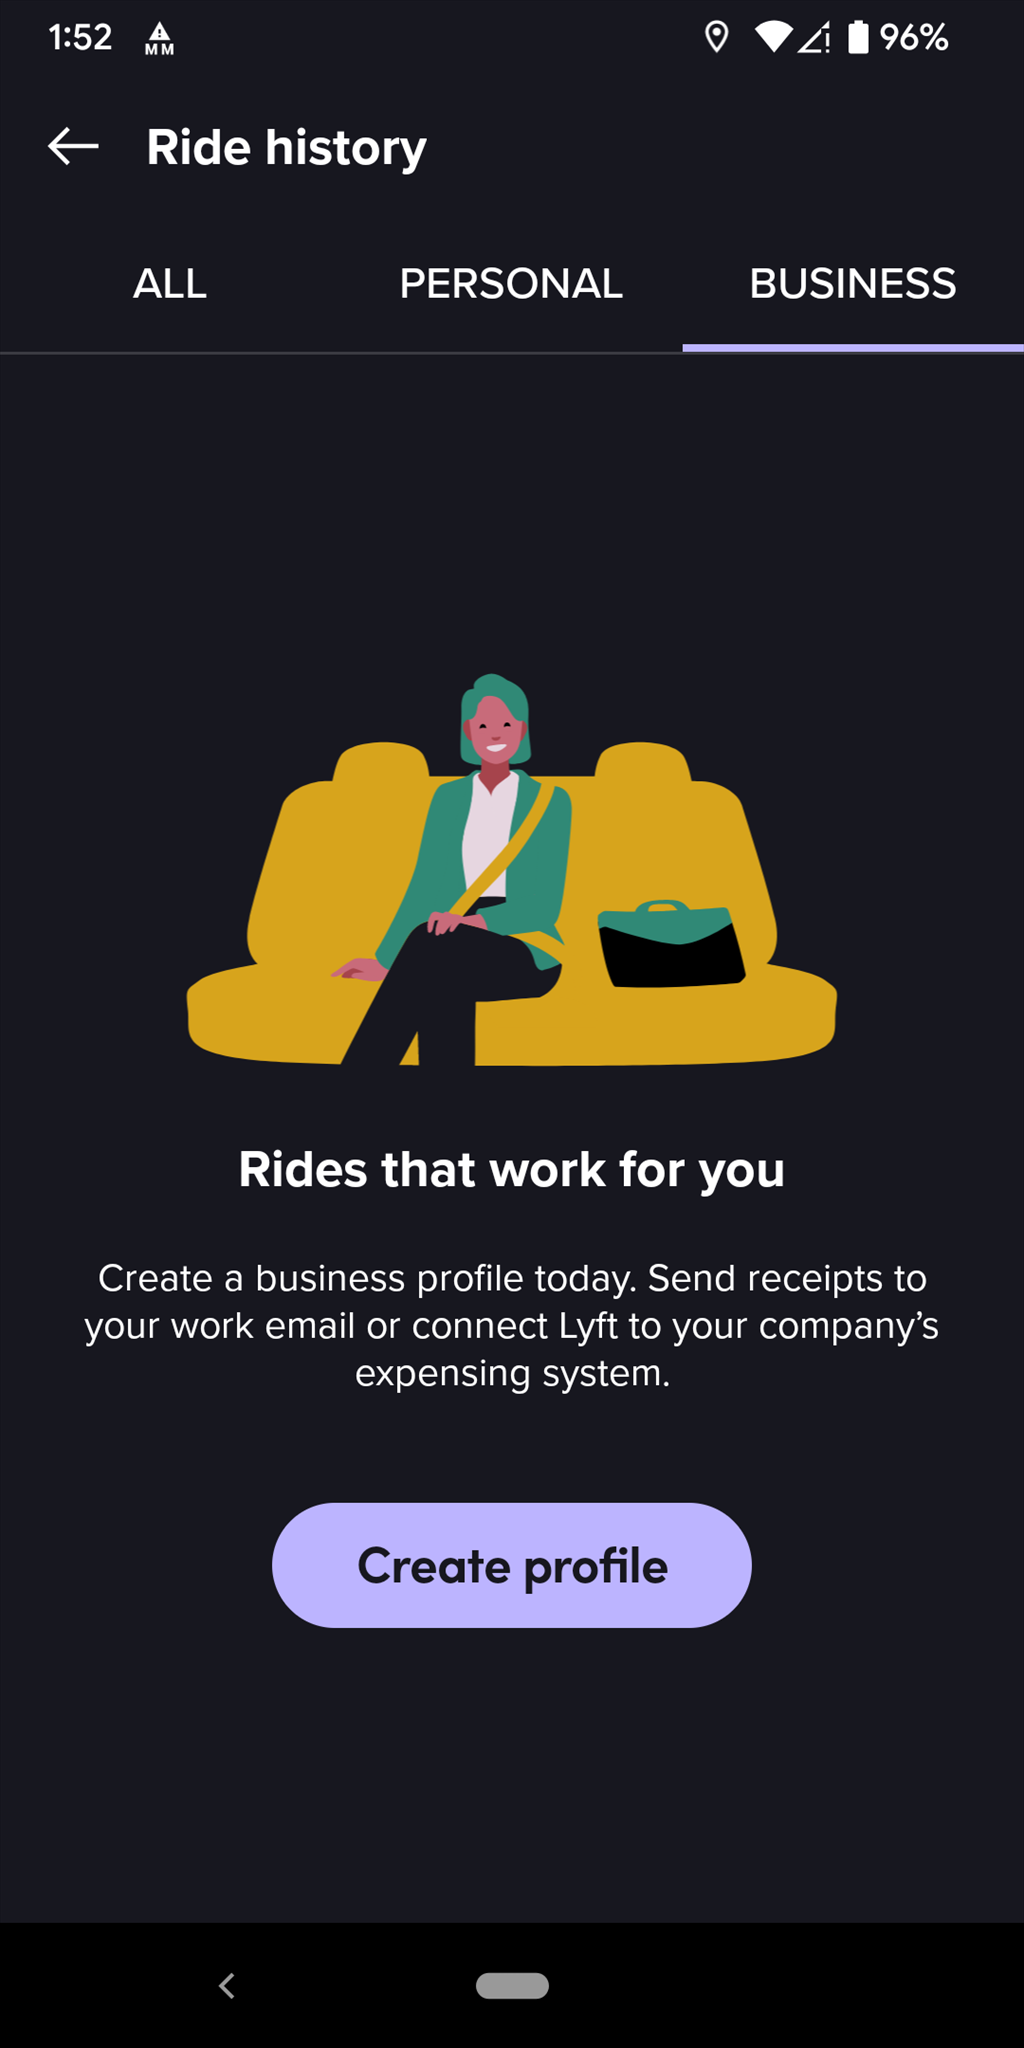 1:52
MM
96%
Ride history
ALL
PERSONAL
BUSINESS
Rides that work for you
Create a business profile today. Send receipts to
your work email or connect Lyft to your company’s
expensing system.
Create profile